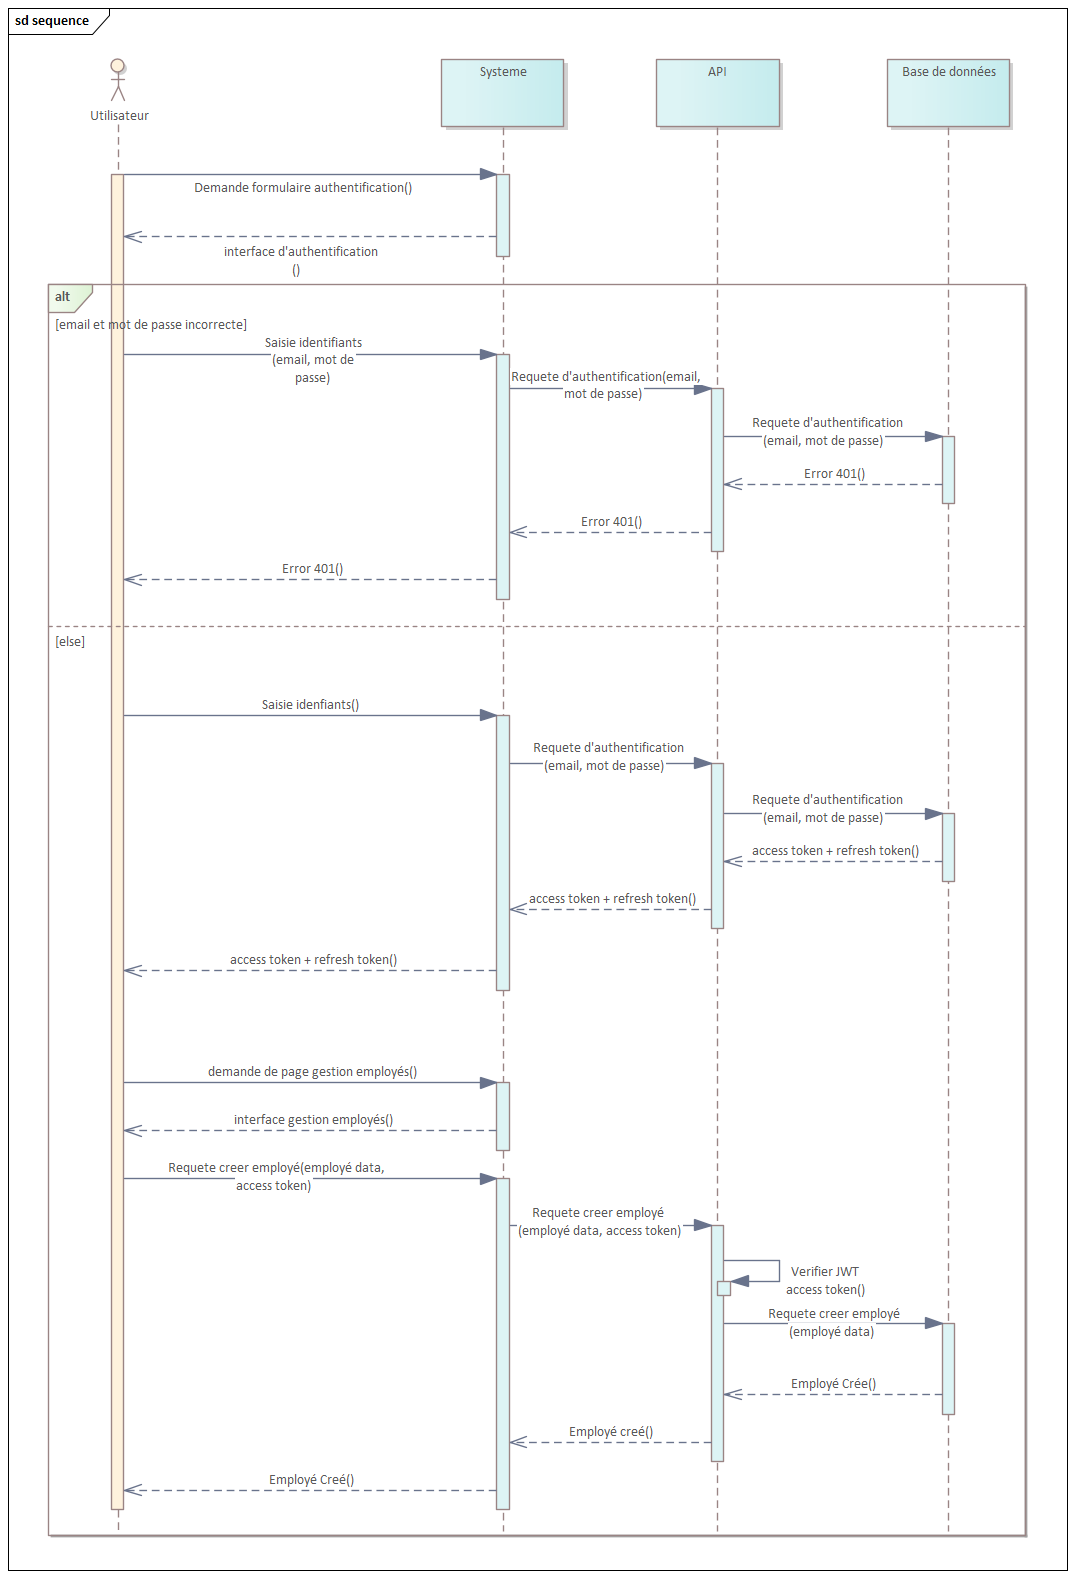 sd sequence
Utilisateur
Systeme
API
Base de données
Demande formulaire authentification()
interface d'authentification
()
alt
[email et mot de passe incorrecte]
Saisie identifiants
(email, mot de
passe)
Requete d'authentification(email,
mot de passe)
Requete d'authentification
(email, mot de passe)
Error 401()
Error 401()
Error 401()
[else]
Saisie idenfiants()
Requete d'authentification
(email, mot de passe)
Requete d'authentification
(email, mot de passe)
access token + refresh token()
access token + refresh token()
access token + refresh token()
demande de page gestion employés()
interface gestion employés()
Requete creer employé(employé data,
access token)
Requete creer employé
(employé data, access token)
Verifier JWT
access token()
Requete creer employé
(employé data)
Employé Crée()
Employé creé()
Employé Creé()